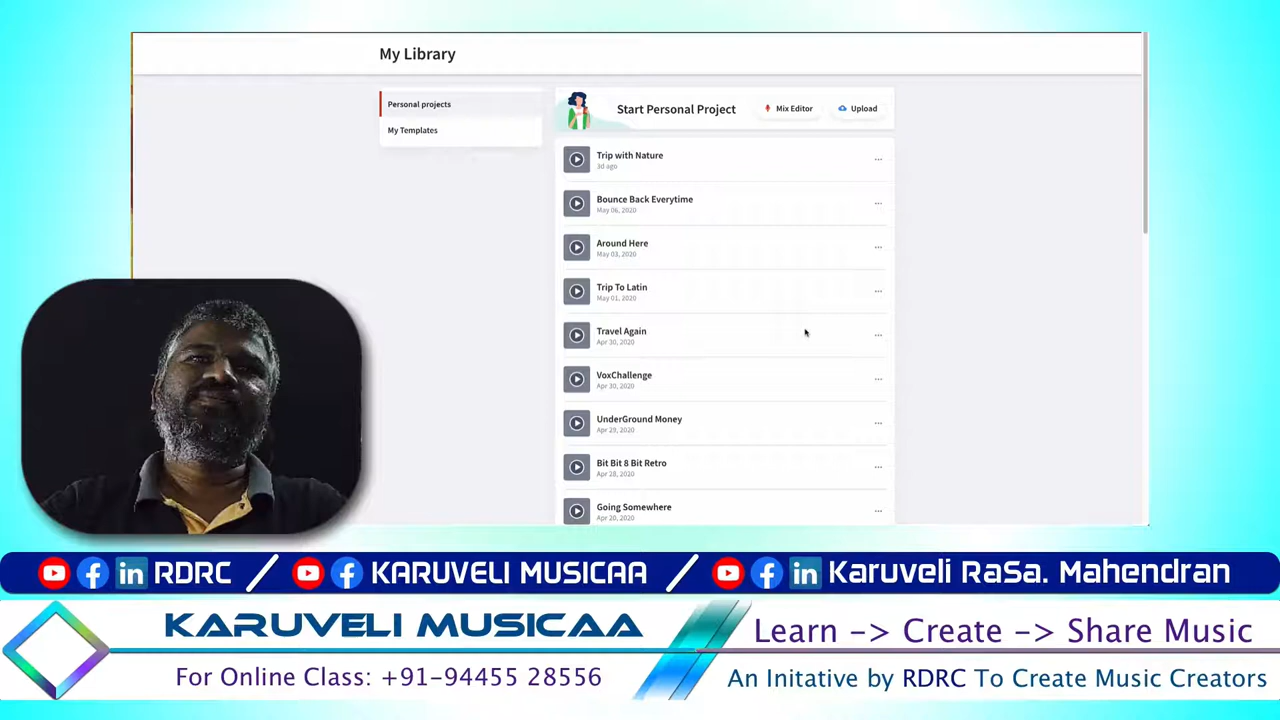 My Library
Personal projects
My Templates
Start Personal Project
Mix Editor
Upload
Trip with Nature
3d ago
Bounce Back Everytime
May 06, 2020
Around Here
May 03, 2020
Trip To Latin
May 01, 2020
Travel Again
Apr 30, 2020
VoxChallenge
Apr 30, 2020
UnderGround Money
Apr 29, 2020
Bit Bit 8 Bit Retro
Apr 28, 2020
Going Somewhere
Apr 20, 2020
in RDRC / KARUVELI MUSICAA / in Karuveli RaSa. Mahendran
KARUVELI MUSICAA
For Online Class: +91-94455 28556
Learn -> Create -> Share Music
An Initative by RDRC To Create Music Creators